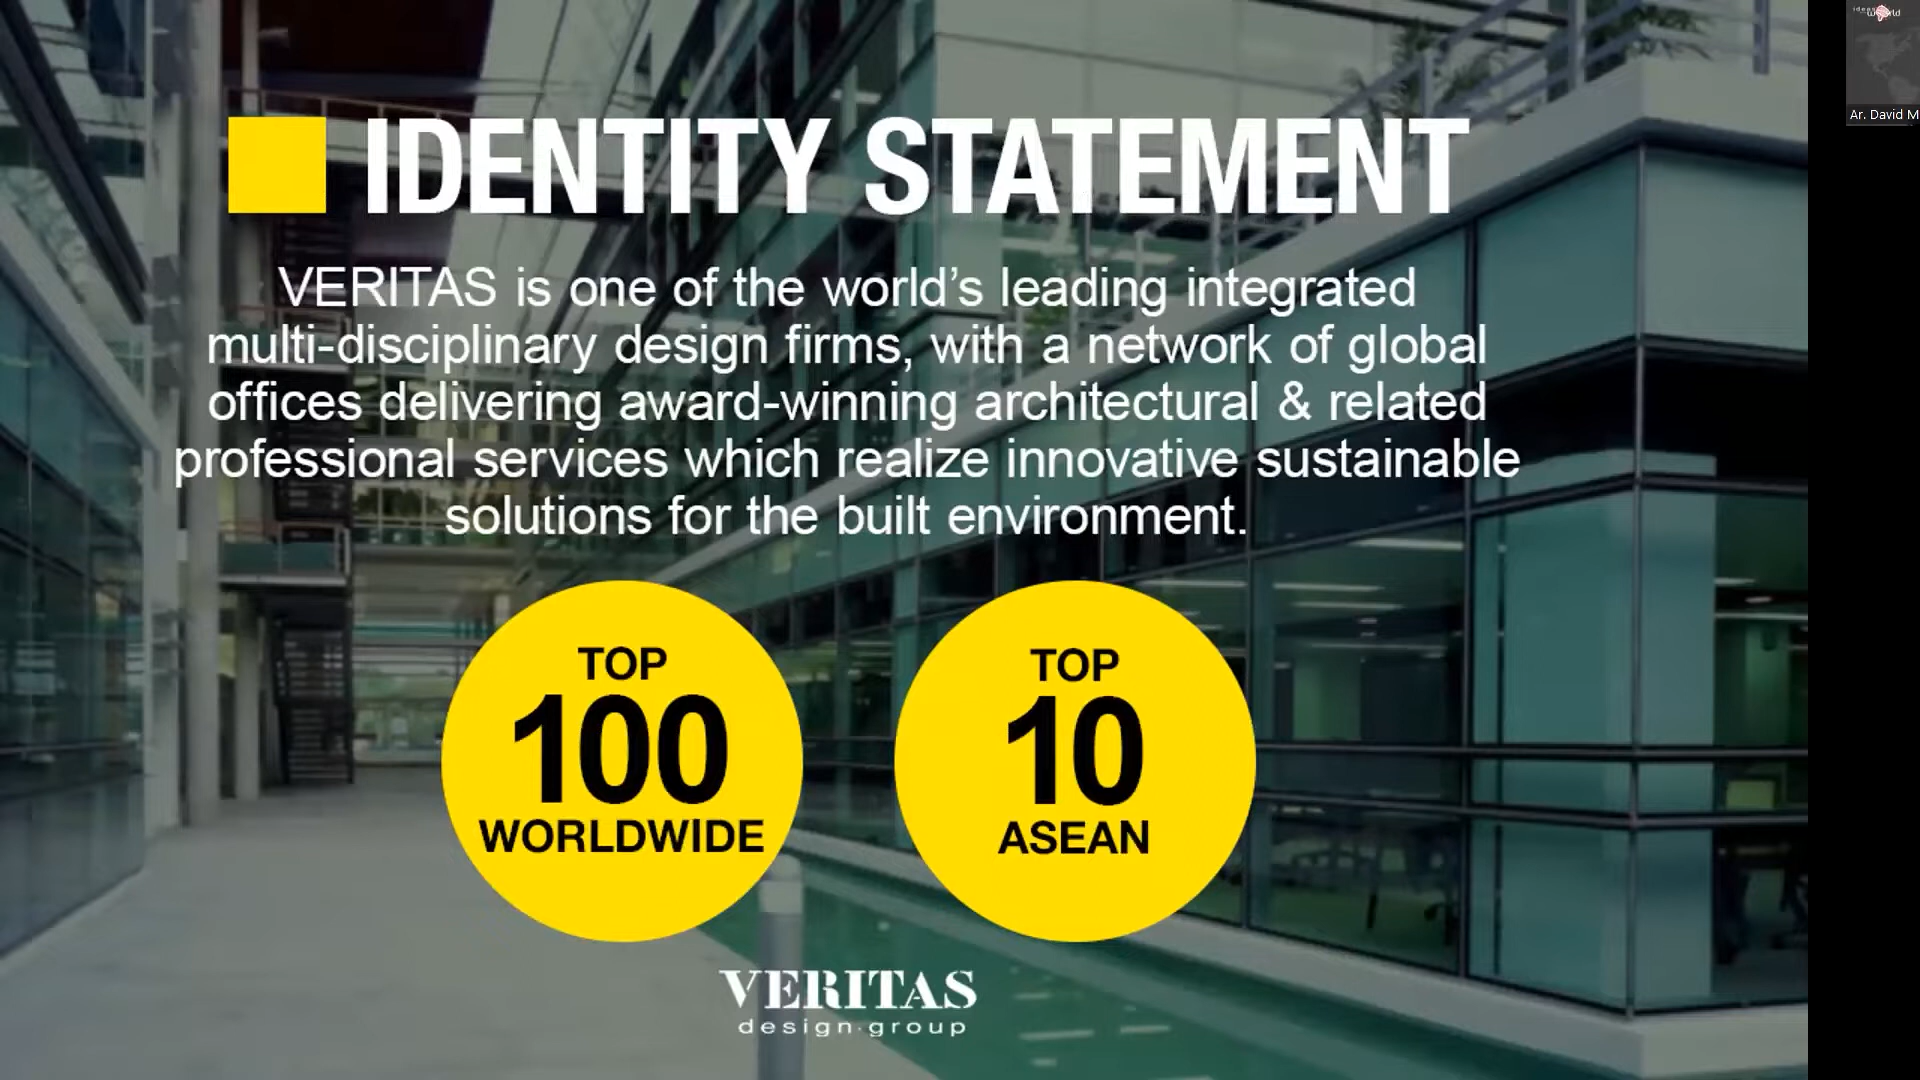 IDENTITY STATEMENT
VERITAS is one of the world’s leading integrated
multi-disciplinary design firms, with a network of global
offices delivering award-winning architectural & related
professional services which realize innovative sustainable
solutions for the built environment.
TOP
100
WORLDWIDE
TOP
10
ASEAN
VERITAS
design·group
Ar. David M